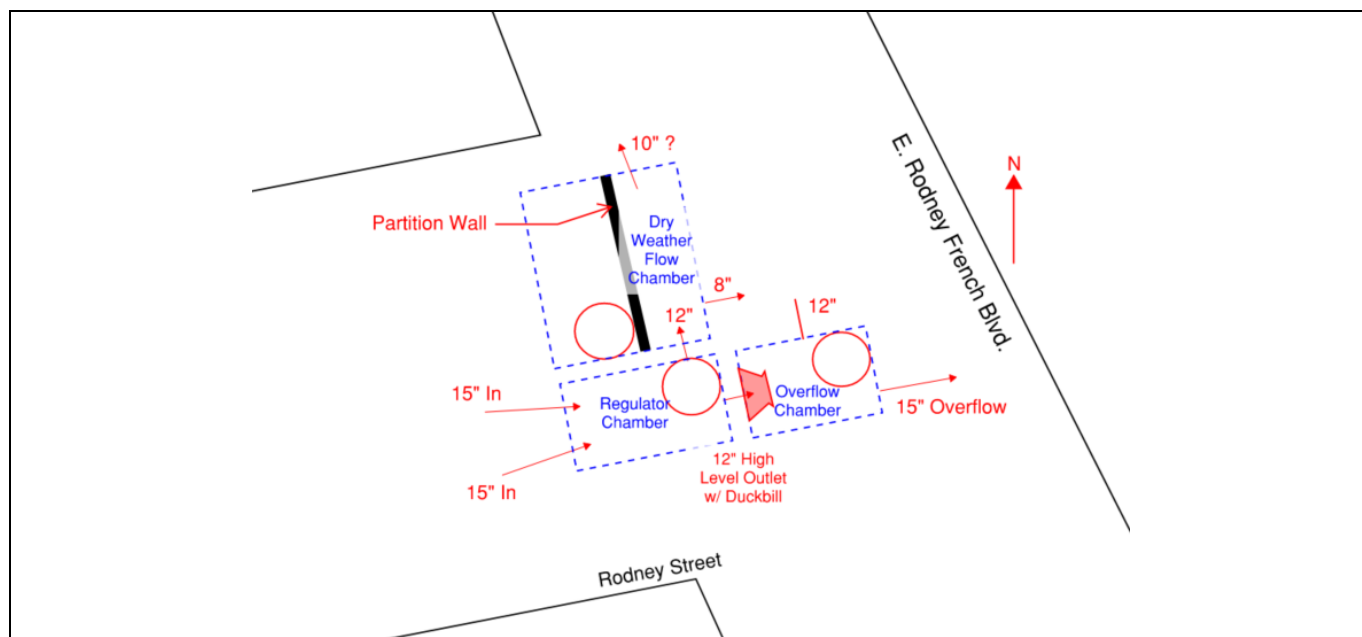 10" ?
E. Rodney French Blvd.
N
Partition Wall
Dry
Weather
Flow
Chamber
8"
12"
12"
15" In
Regulator
Chamber
Overflow
Chamber
15" Overflow
15" In
12" High
Level Outlet
w/ Duckbill
Rodney Street